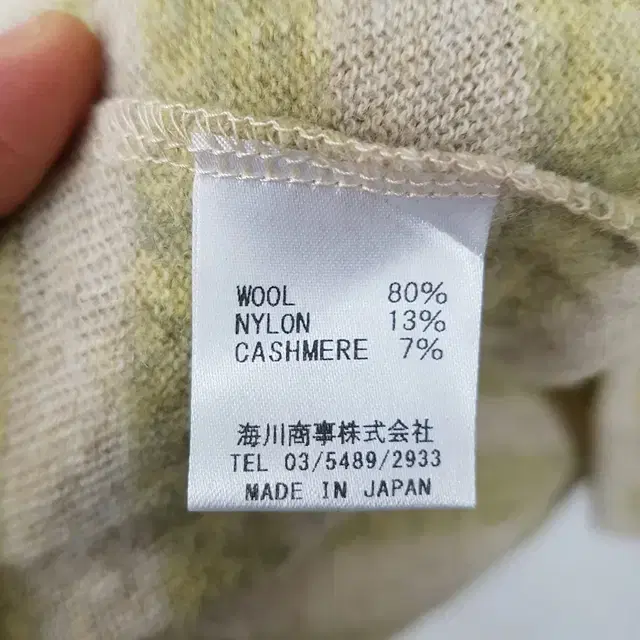 WOOL 80%
NYLON 13%
CASHMERE 7%
海川商事株式会社
TEL 03/5489/2933
MADE IN JAPAN